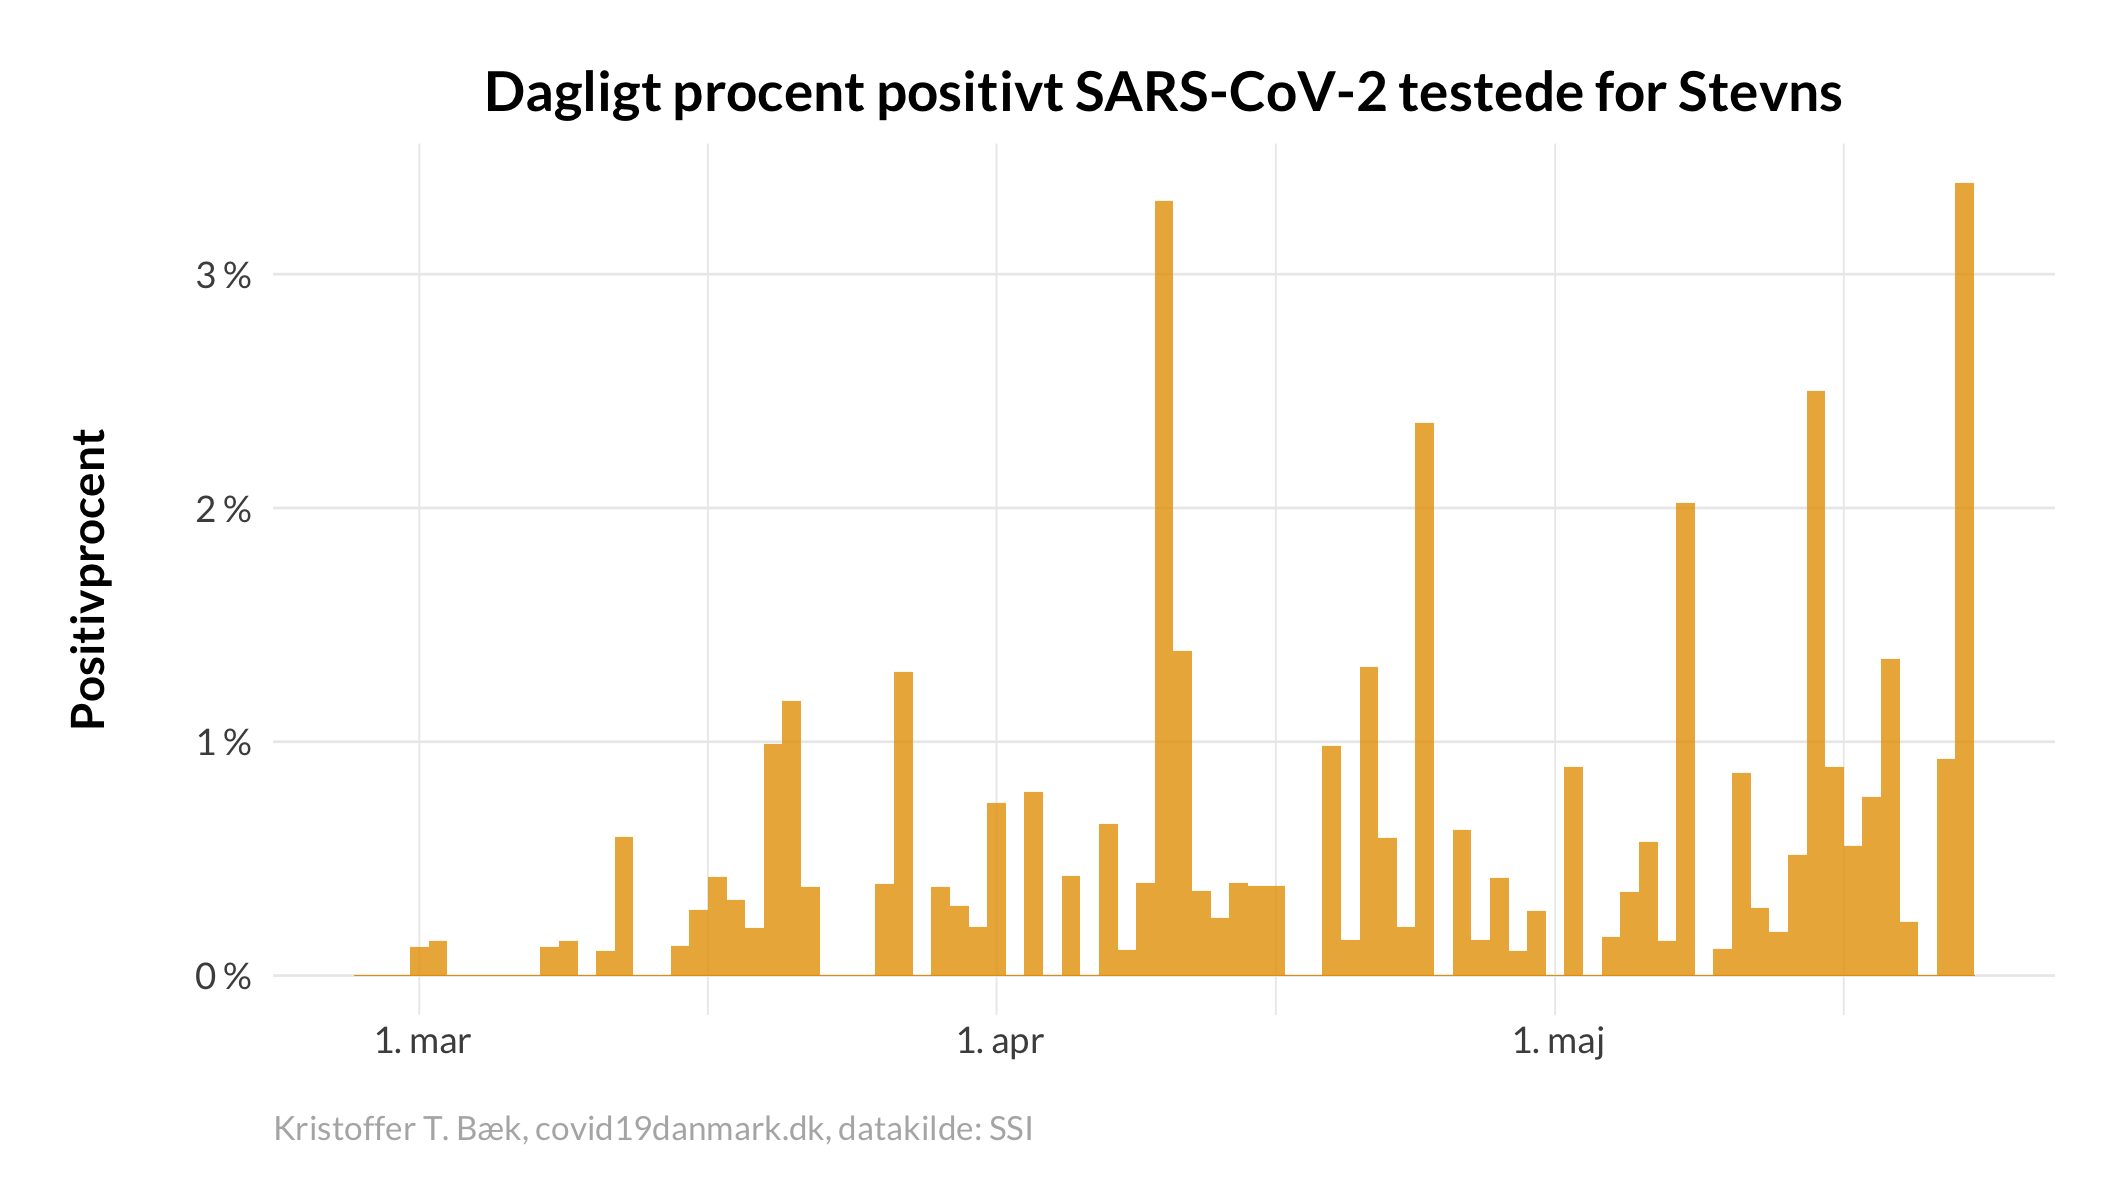 Dagligt procent positivt SARS-CoV-2 testede for Stevns
Positivprocent
3 %
2 %
1 %
0 %
1. mar
1. apr
1. maj
Kristoffer T. Bæk, covid19danmark.dk, datakilde: SSI